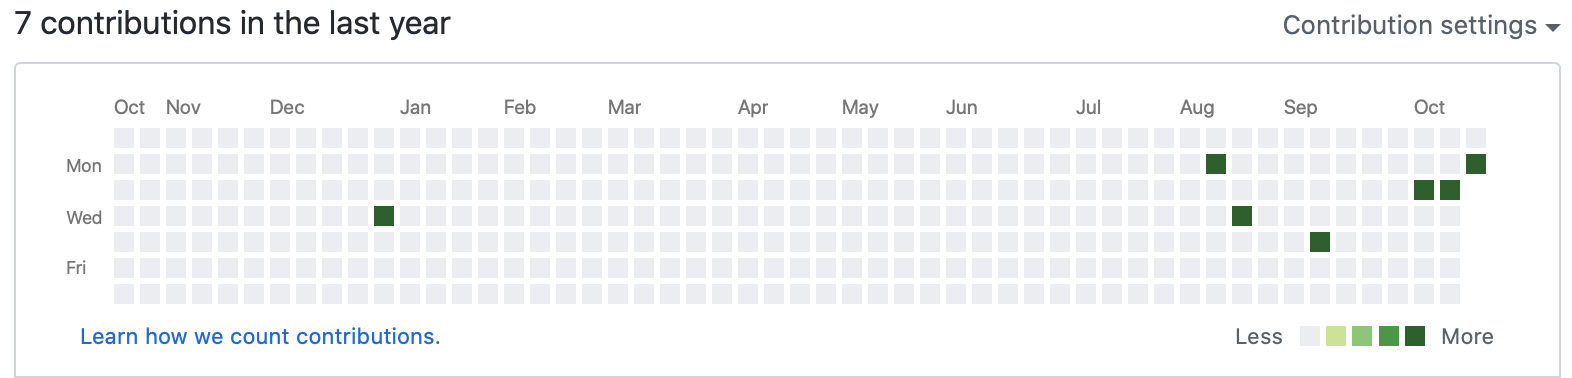 7 contributions in the last year
Contribution settings
Oct Nov Dec Jan Feb Mar Apr May Jun Jul Aug Sep Oct
Mon
Wed
Fri
Learn how we count contributions.
Less More